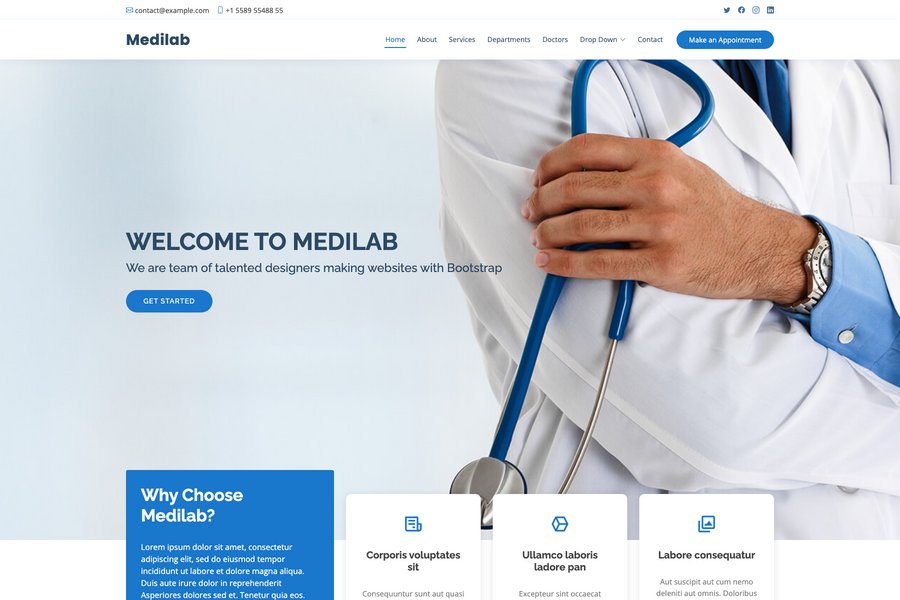 contact@example.com +1 5589 55488 55
Medilab
Home About Services Departments Doctors Drop Down Contact Make an Appointment
WELCOME TO MEDILAB
We are team of talented designers making websites with Bootstrap
GET STARTED
Why Choose
Medilab?
Lorem ipsum dolor sit amet, consectetur
adipiscing elit, sed do eiusmod tempor
incididunt ut labore et dolore magna aliqua.
Duis aute irure dolor in reprehenderit
Asperiores dolores sed et. Tenetur quia eos.
Corporis voluptates
sit
Consequuntur sunt aut quasi
Ullamco laboris
ladore pan
Excepteur sint occaecat
Labore consequatur
Aut suscipit aut cum nemo
deleniti aut omnis. Doloribus